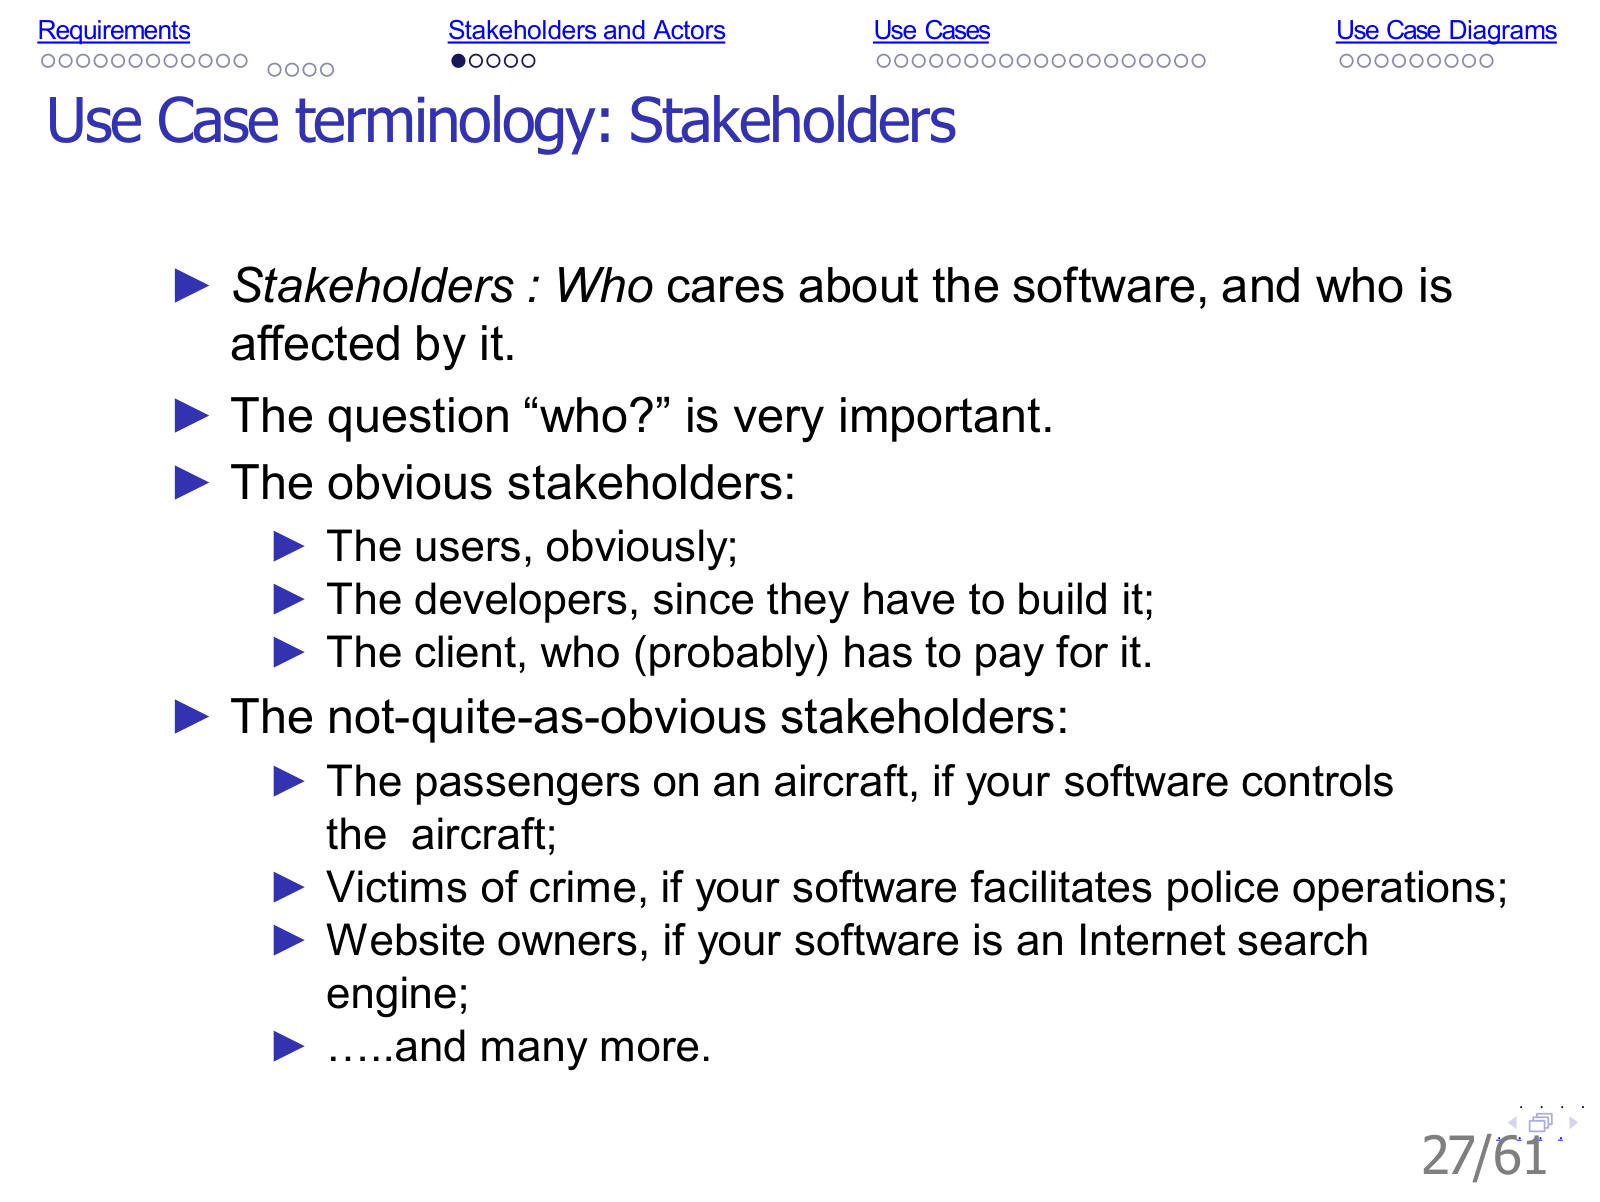 Requirements
Stakeholders and Actors
Use Cases
Use Case Diagrams
Use Case terminology: Stakeholders
► Stakeholders : Who cares about the software, and who is
affected by it.
► The question “who?” is very important.
► The obvious stakeholders:
► The users, obviously;
► The developers, since they have to build it;
► The client, who (probably) has to pay for it.
► The not-quite-as-obvious stakeholders:
► The passengers on an aircraft, if your software controls
the  aircraft;
► Victims of crime, if your software facilitates police operations;
► Website owners, if your software is an Internet search
engine;
► …..and many more.
27/61